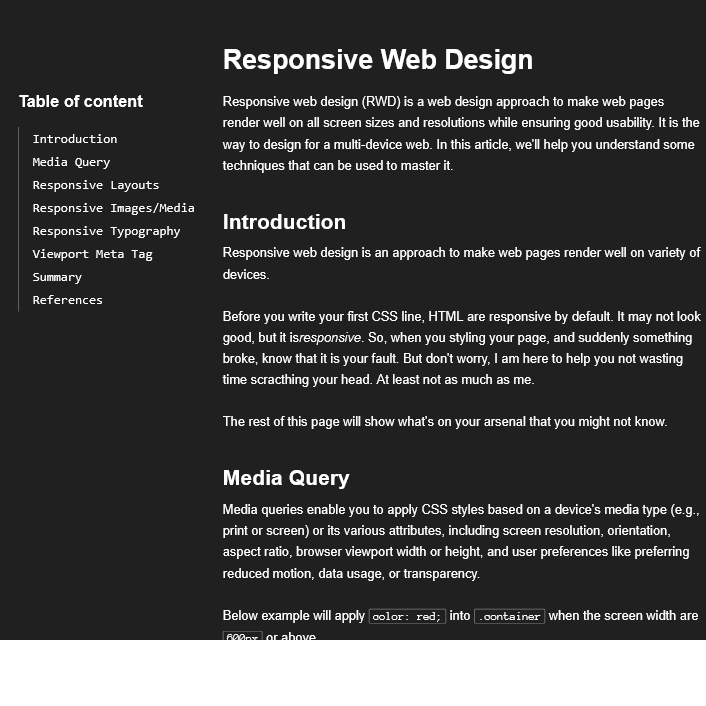 Responsive Web Design
Table of content
Introduction
Media Query
Responsive Layouts
Responsive Images/Media
Responsive Typography
Viewport Meta Tag
Summary
References
Responsive web design (RWD) is a web design approach to make web pages
render well on all screen sizes and resolutions while ensuring good usability. It is the
way to design for a multi-device web. In this article, we'll help you understand some
techniques that can be used to master it.
Introduction
Responsive web design is an approach to make web pages render well on variety of
devices.
Before you write your first CSS line, HTML are responsive by default. It may not look
good, but it isresponsive. So, when you styling your page, and suddenly something
broke, know that it is your fault. But don't worry, I am here to help you not wasting
time scracthing your head. At least not as much as me.
The rest of this page will show what's on your arsenal that you might not know.
Media Query
Media queries enable you to apply CSS styles based on a device's media type (e.g.,
print or screen) or its various attributes, including screen resolution, orientation,
aspect ratio, browser viewport width or height, and user preferences like preferring
reduced motion, data usage, or transparency.
Below example will apply color: red; into .container when the screen width are
600px or above